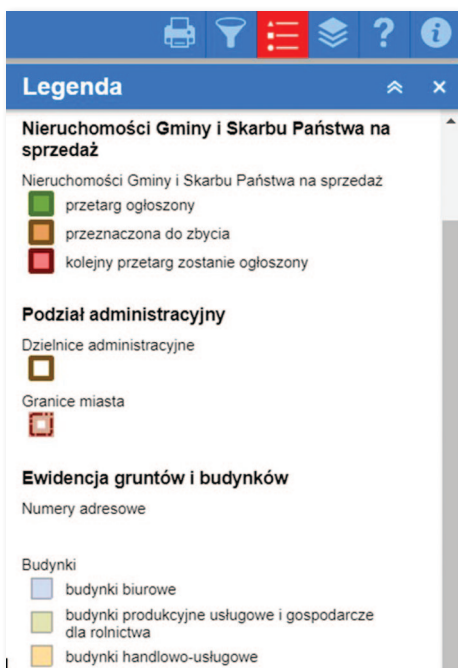 ?
i
Legenda
Nieruchomości Gminy i Skarbu Państwa na
sprzedaż
Nieruchomości Gminy i Skarbu Państwa na sprzedaż
przetarg ogłoszony
przeznaczona do zbycia
kolejny przetarg zostanie ogłoszony
Podział administracyjny
Dzielnice administracyjne
Granice miasta
Ewidencja gruntów i budynków
Numery adresowe
Budynki
budynki biurowe
budynki produkcyjne usługowe i gospodarcze
dla rolnictwa
budynki handlowo-usługowe